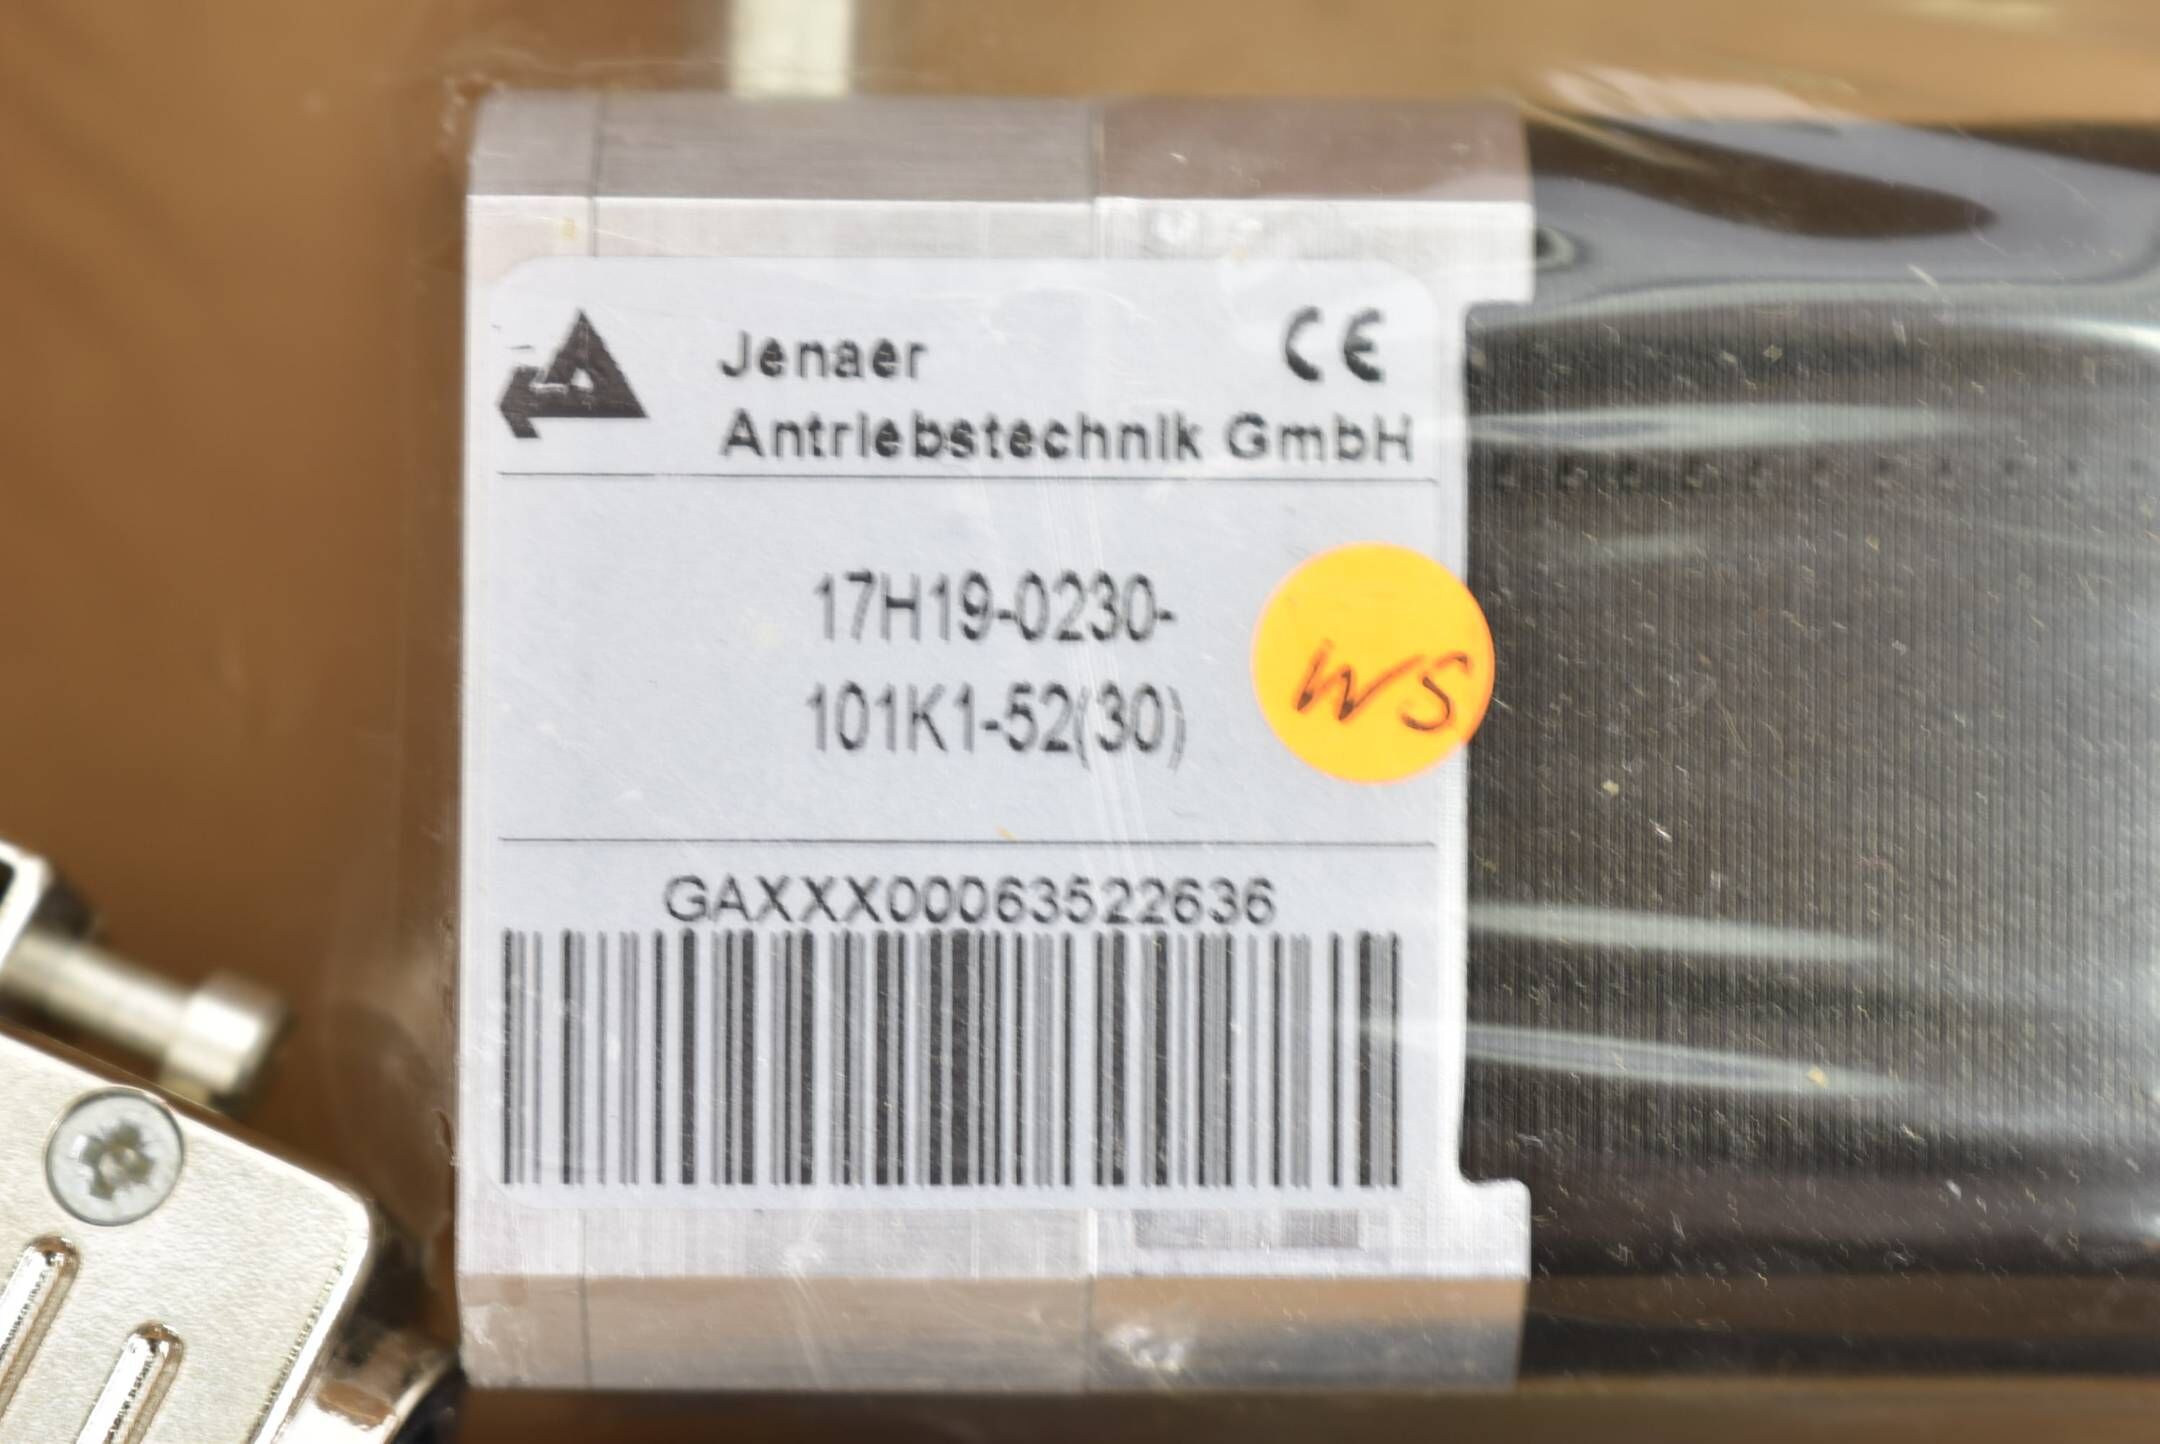 Jenaer
Antriebstechnik GmbH
CE
17H19-0230-
101K1-52(30)
WS
GAXXX00063522636